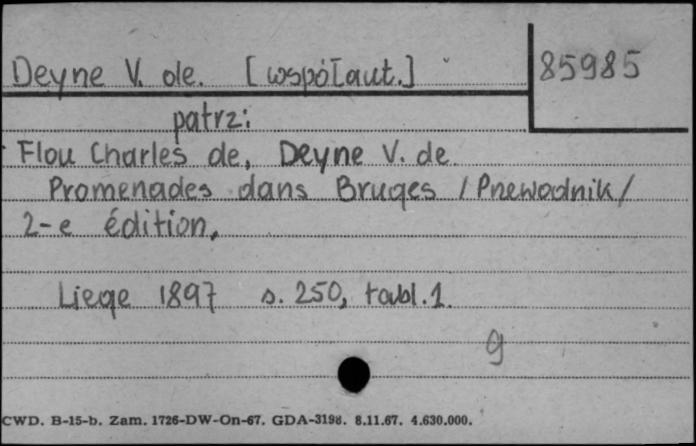 Deyne V. de. [współaut.]
85985
patrz:
Flou Charles de, Deyne V. de
Promenades dans Bruges /Przewodnik/
2-e édition,
Liege 1897 s. 250, tabl. 1.
g
CWD. B-15-b. Zam. 1726-DW-On-67. GDA-3198. 8.11.67. 4.630.000.